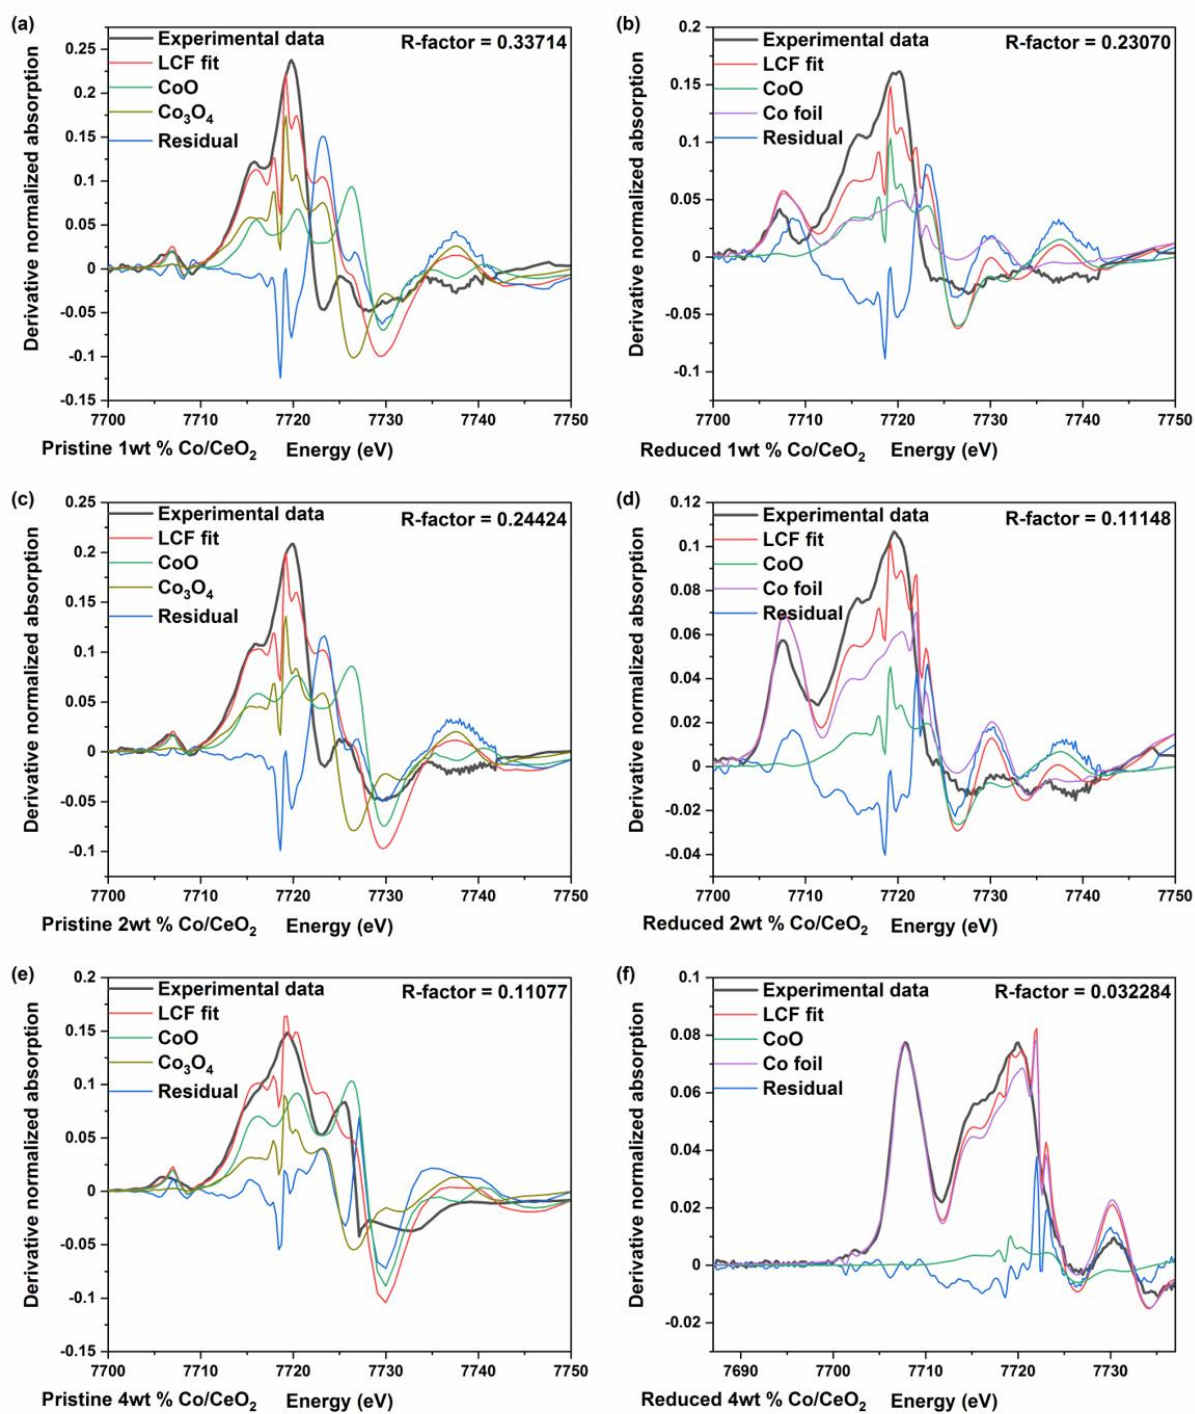 (a)
Experimental data
R-factor = 0.33714
LCF fit
CoO
Co₃O₄
Residual
Derivative normalized absorption
0.25
0.2
0.15
0.1
0.05
0
-0.05
-0.1
-0.15
7700 7710 7720 7730 7740 7750
Pristine 1wt % Co/CeO₂ Energy (eV)
(b)
Experimental data
R-factor = 0.23070
LCF fit
CoO
Co foil
Residual
Derivative normalized absorption
0.2
0.15
0.1
0.05
0
-0.05
-0.1
7700 7710 7720 7730 7740 7750
Reduced 1wt % Co/CeO₂ Energy (eV)
(c)
Experimental data
R-factor = 0.24424
LCF fit
CoO
Co₃O₄
Residual
Derivative normalized absorption
0.25
0.2
0.15
0.1
0.05
0
-0.05
-0.1
7700 7710 7720 7730 7740 7750
Pristine 2wt % Co/CeO₂ Energy (eV)
(d)
Experimental data
R-factor = 0.11148
LCF fit
CoO
Co foil
Residual
Derivative normalized absorption
0.12
0.1
0.08
0.06
0.04
0.02
0
-0.02
-0.04
7700 7710 7720 7730 7740 7750
Reduced 2wt % Co/CeO₂ Energy (eV)
(e)
Experimental data
R-factor = 0.11077
LCF fit
CoO
Co₃O₄
Residual
Derivative normalized absorption
0.2
0.15
0.1
0.05
0
-0.05
-0.1
-0.15
7700 7710 7720 7730 7740 7750
Pristine 4wt % Co/CeO₂ Energy (eV)
(f)
Experimental data
R-factor = 0.032284
LCF fit
CoO
Co foil
Residual
Derivative normalized absorption
0.1
0.08
0.06
0.04
0.02
0
-0.02
7690 7700 7710 7720 7730
Reduced 4wt % Co/CeO₂ Energy (eV)